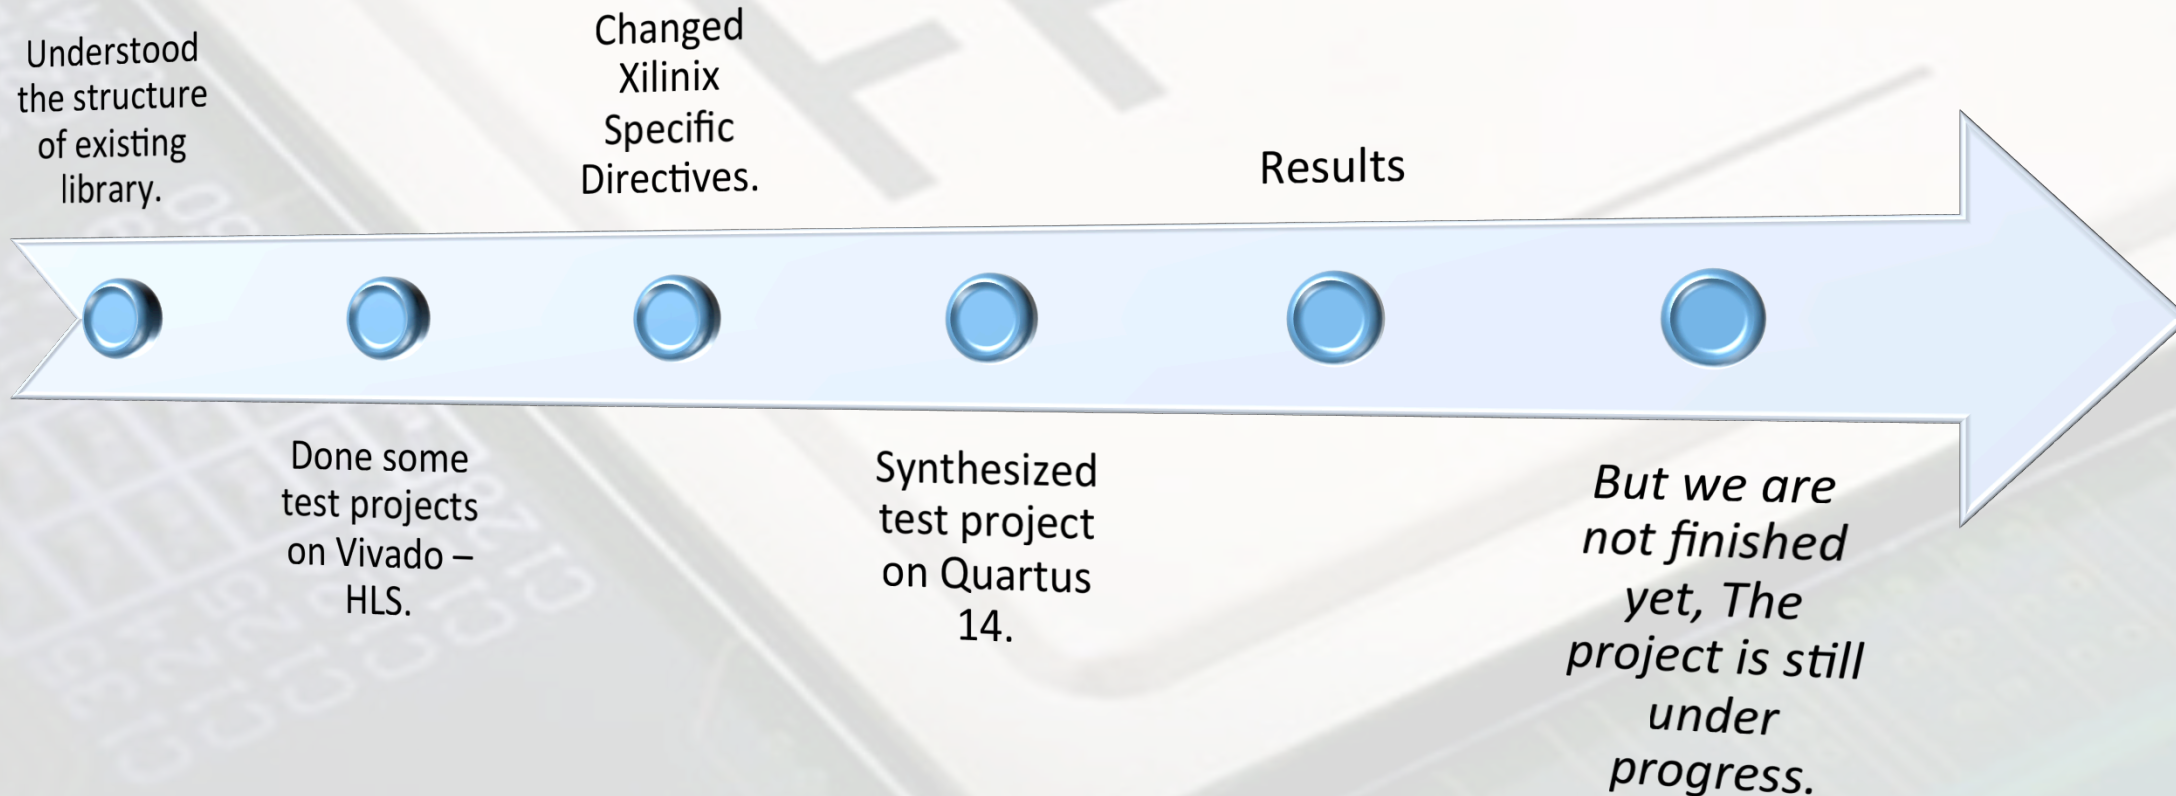 Understood
the structure
of existing
library.
Done some
test projects
on Vivado –
HLS.
Changed
Xilinix
Specific
Directives.
Synthesized
test project
on Quartus
14.
Results
But we are
not finished
yet, The
project is still
under
progress.